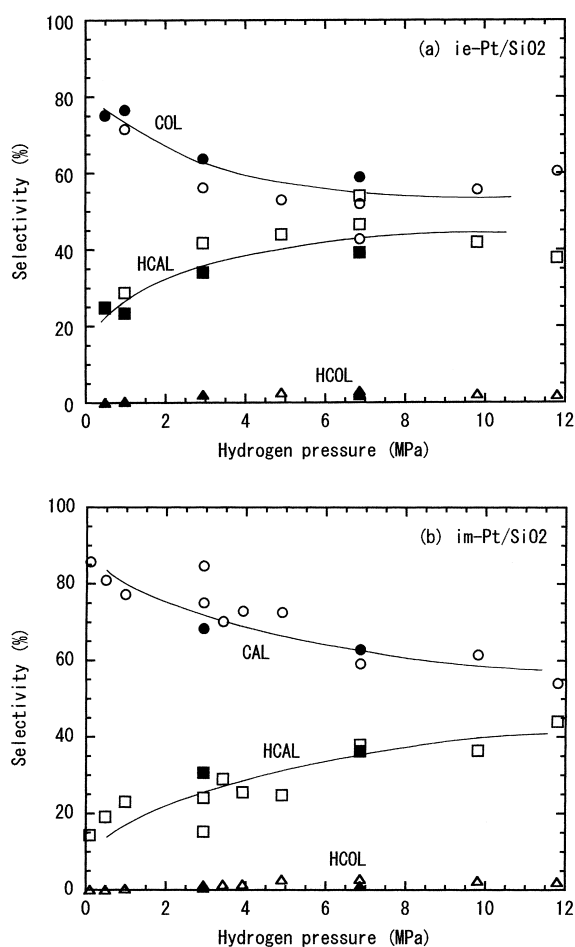 100
(a) ie-Pt/SiO2
80
COL
60
Selectivity (%)
40
HCAL
20
HCOL
0
0 2 4 6 8 10 12
Hydrogen pressure (MPa)
100
(b) im-Pt/SiO2
80
CAL
60
Selectivity (%)
40
HCAL
20
HCOL
0
0 2 4 6 8 10 12
Hydrogen pressure (MPa)